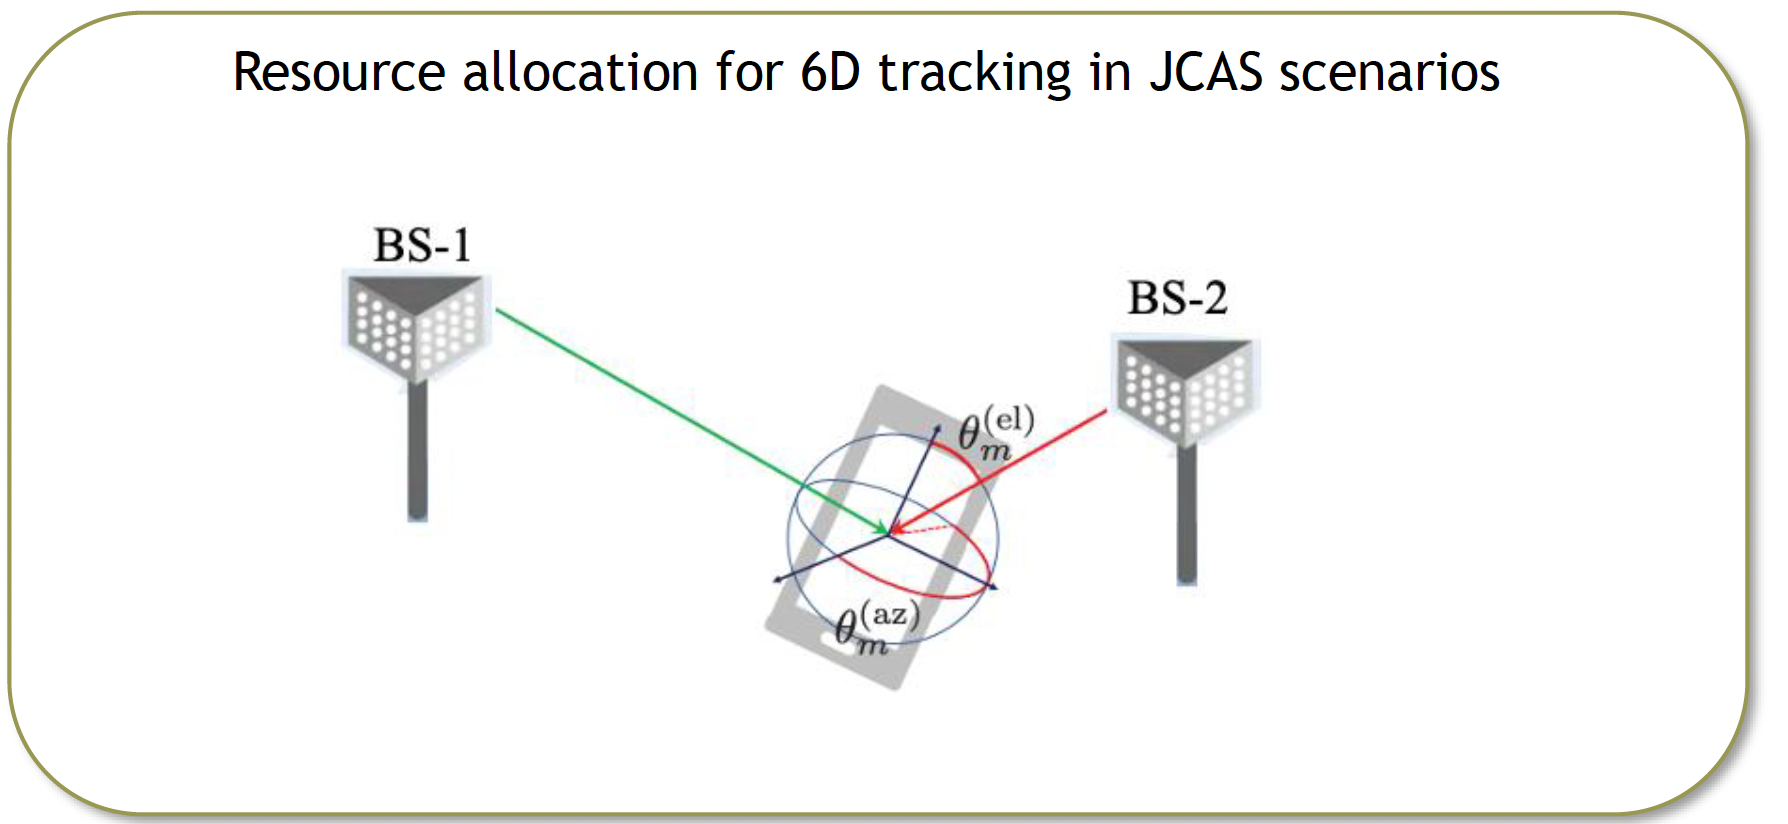 Resource allocation for 6D tracking in JCAS scenarios
BS-1
BS-2
θ_m^(el)
θ_m^(az)